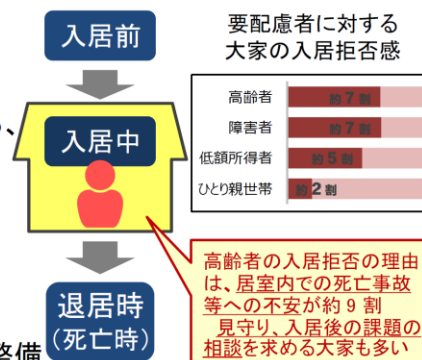 入居前
要配慮者に対する
大家の入居拒否感
、
入居中
高齢者 約7割
障害者 約7割
低額所得者 約5割
ひとり親世帯 約2割
高齢者の入居拒否の理由
は、居室内での死亡事故
等への不安が約9割
見守り、入居後の課題の
相談を求める大家も多い
退居時
(死亡時)
整備